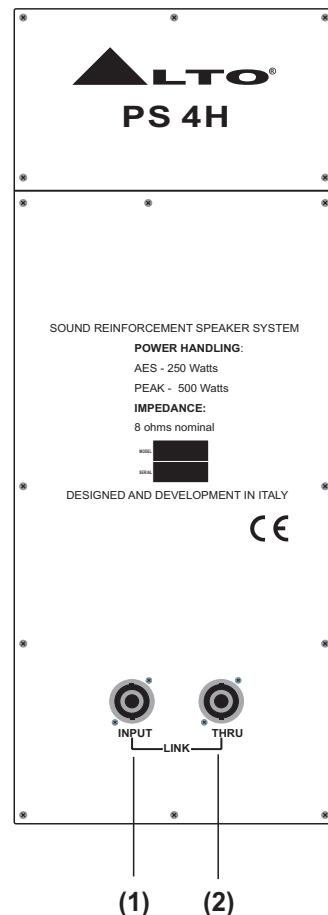 ALTO®
PS 4H
SOUND REINFORCEMENT SPEAKER SYSTEM
POWER HANDLING:
AES - 250 Watts
PEAK - 500 Watts
IMPEDANCE:
8 ohms nominal
MODEL
SERIAL
DESIGNED AND DEVELOPMENT IN ITALY
CE
INPUT THRU
LINK
(1) (2)